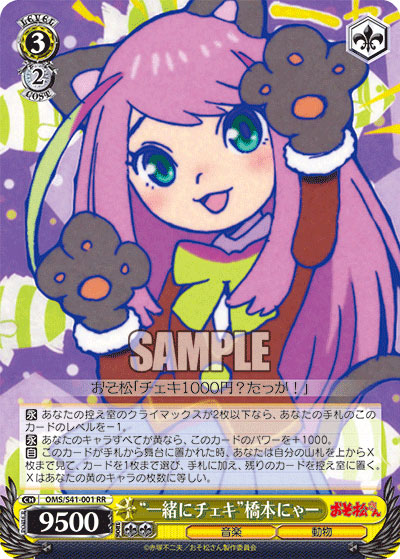 LEVEL
3
2
COST
SAMPLE
おそ松「チェキ1000円?たっか!」
永 あなたの控え室のクライマックスが2枚以下なら、あなたの手札のこの
カードのレベルを-1。
永 あなたのキャラすべてが黄なら、このカードのパワーを+1000。
自 このカードが手札から舞台に置かれた時、あなたは自分の山札を上からX
枚まで見て、カードを1枚まで選び、手札に加え、残りのカードを控え室に置く。
Xはあなたのキャラの枚数に等しい。
CH OMS/S41-001 RR
POWER 9500
“一緒にチェキ”橋本にゃー
おそ松さん
音楽 動物
©赤塚不二夫/おそ松さん製作委員会